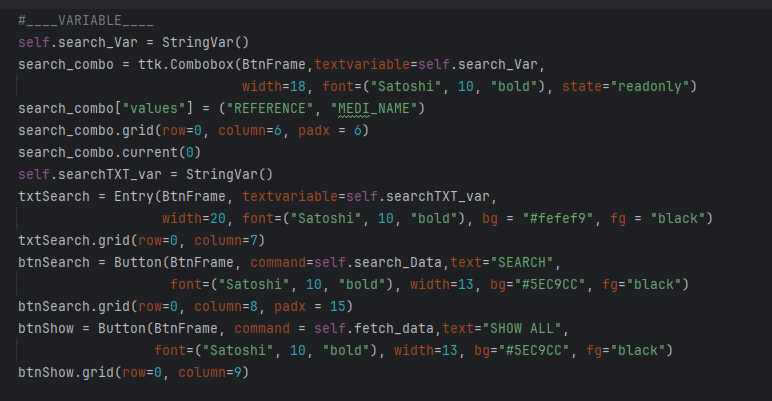 #____VARIABLE____
self.search_Var = StringVar()
search_combo = ttk.Combobox(BtnFrame,textvariable=self.search_Var,
                            width=18, font=("Satoshi", 10, "bold"), state="readonly")
search_combo["values"] = ("REFERENCE", "MEDI_NAME")
search_combo.grid(row=0, column=6, padx = 6)
search_combo.current(0)
self.searchTXT_var = StringVar()
txtSearch = Entry(BtnFrame, textvariable=self.searchTXT_var,
                  width=20, font=("Satoshi", 10, "bold"), bg = "#fefef9", fg = "black")
txtSearch.grid(row=0, column=7)
btnSearch = Button(BtnFrame, command=self.search_Data,text="SEARCH",
                   font=("Satoshi", 10, "bold"), width=13, bg="#5EC9CC", fg="black")
btnSearch.grid(row=0, column=8, padx = 15)
btnShow = Button(BtnFrame, command = self.fetch_data,text="SHOW ALL",
                 font=("Satoshi", 10, "bold"), width=13, bg="#5EC9CC", fg="black")
btnShow.grid(row=0, column=9)